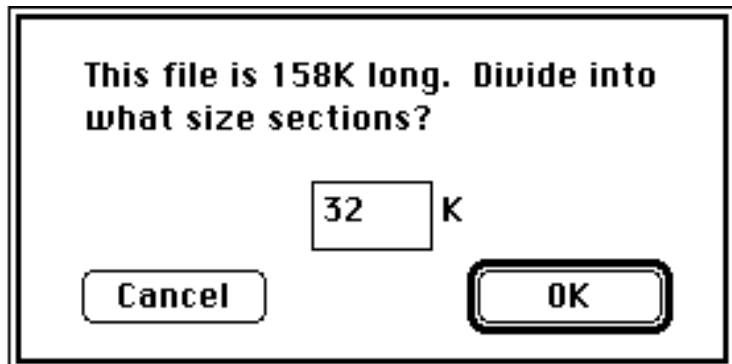 This file is 158K long.  Divide into
what size sections?
32 K
Cancel OK